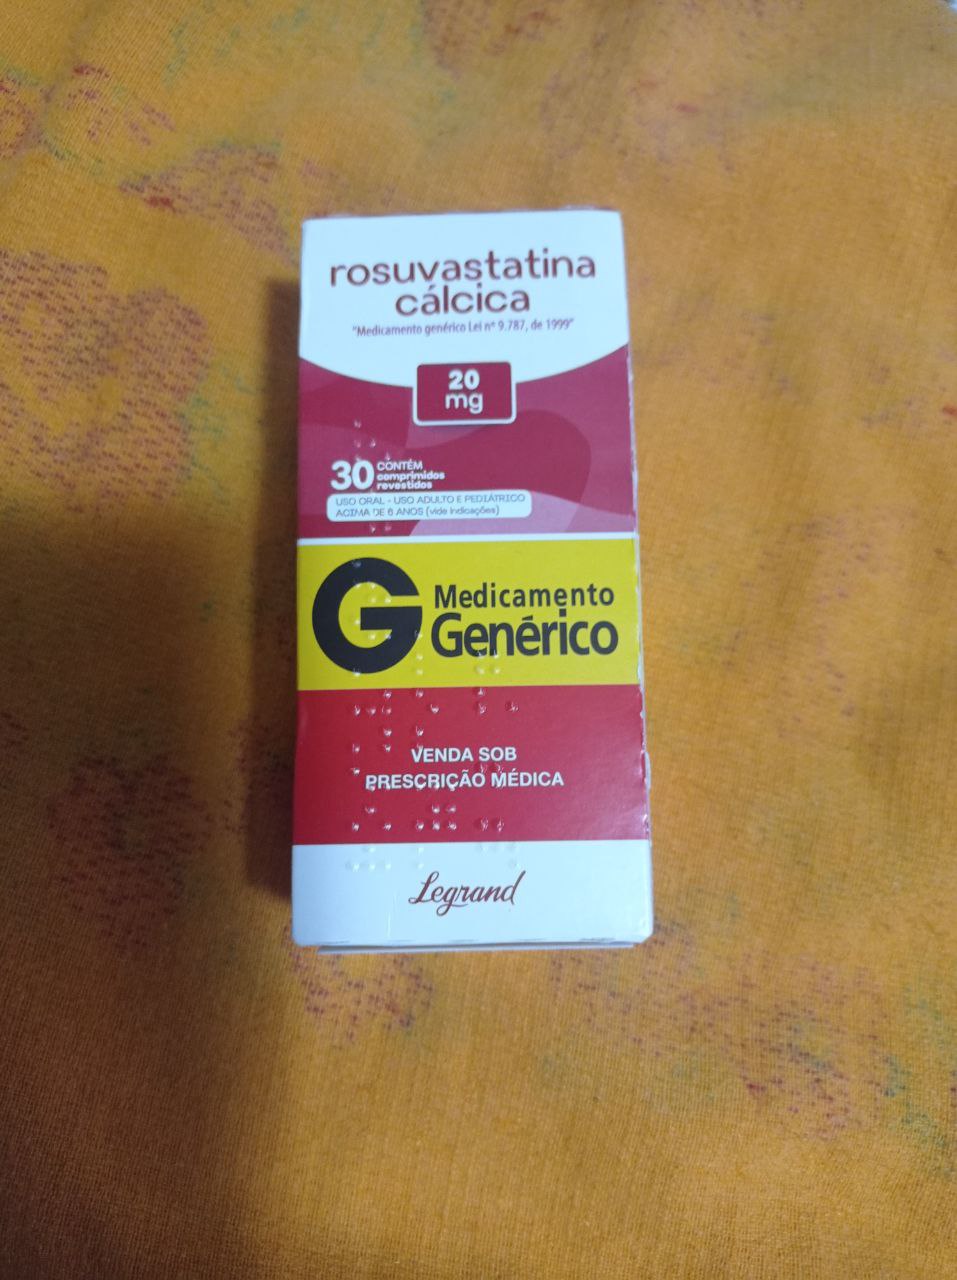 rosuvastatina
cálcica
"Medicamento genérico Lei nº 9.787, de 1999"
20
mg
30 CONTÉM
comprimidos
revestidos
USO ORAL - USO ADULTO E PEDIÁTRICO
ACIMA DE 6 ANOS (vide indicações)
G Medicamento
Genérico
VENDA SOB
PRESCRIÇÃO MÉDICA
Legrand